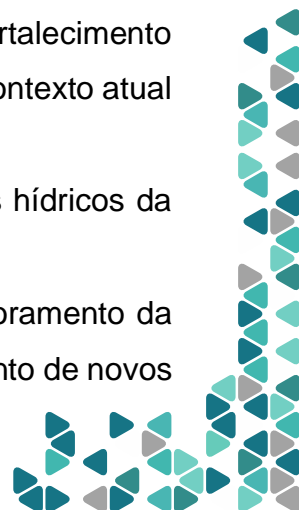 rtalecimento
ontexto atual
s hídricos da
oramento da
nto de novos